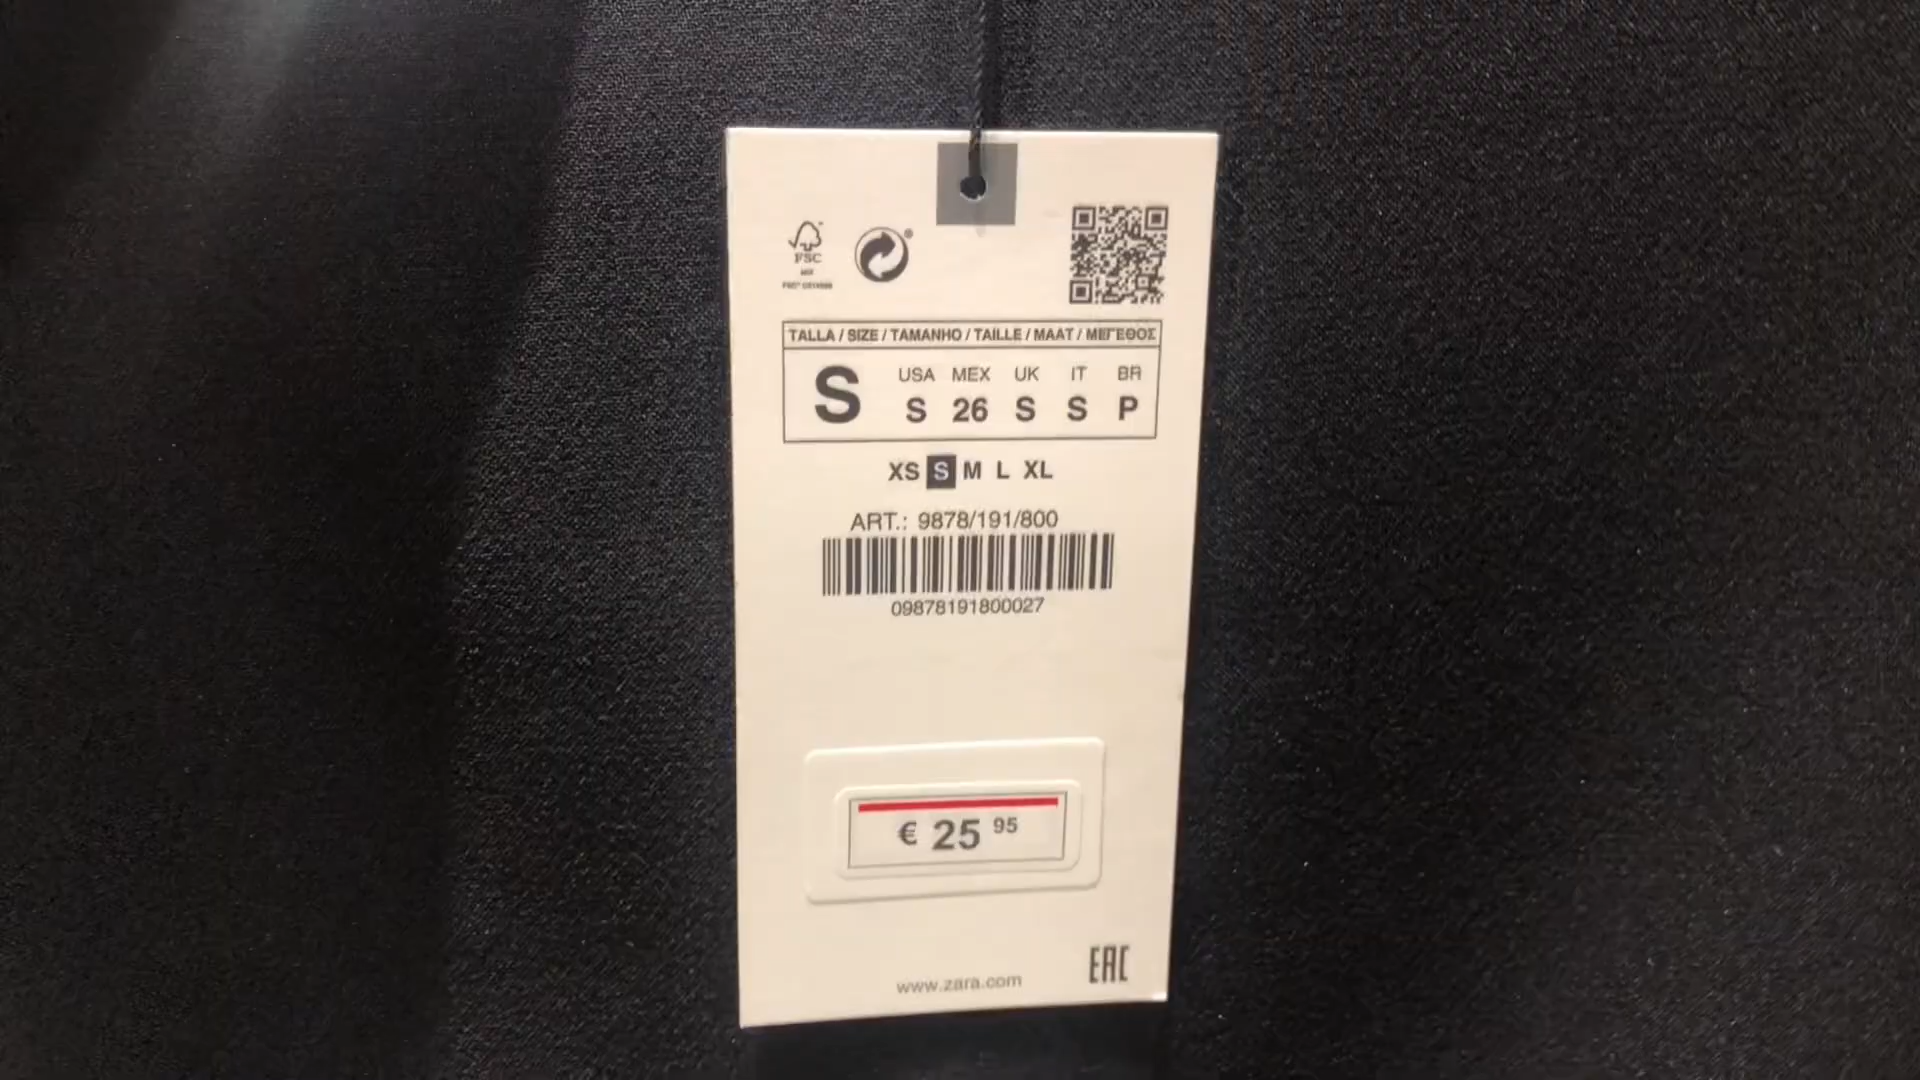 FSC
TALLA / SIZE / TAMANHO / TAILLE / MAAT / ΜΕΓΕΘΟΣ
S
USA MEX UK IT BR
S 26 S S P
XS S M L XL
ART.: 9878/191/800
09878191800027
€ 25 95
EAC
www.zara.com